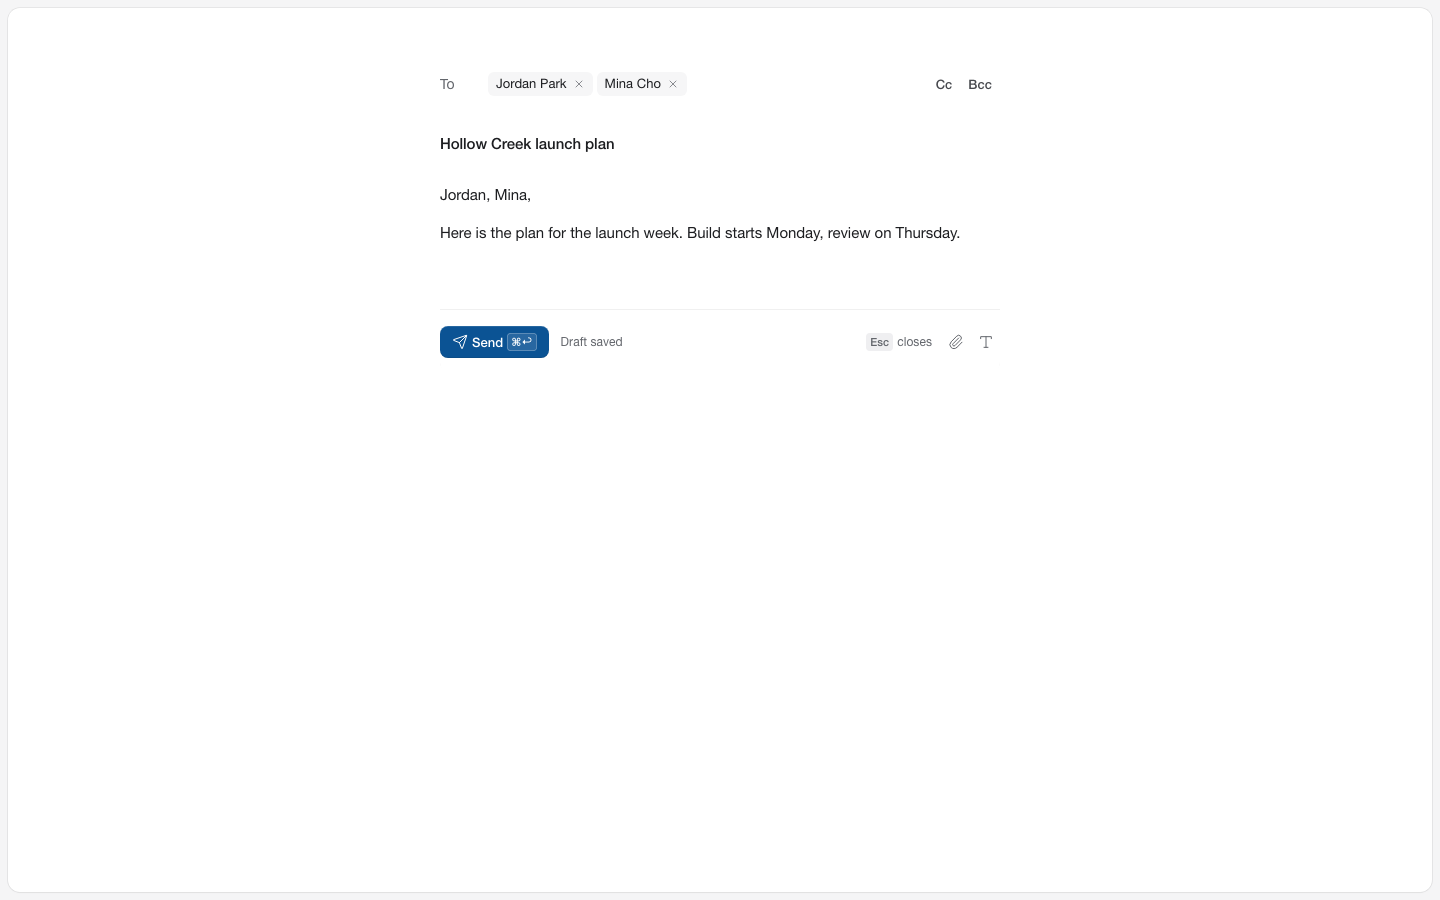 To Jordan Park Mina Cho Cc Bcc
Hollow Creek launch plan
Jordan, Mina,
Here is the plan for the launch week. Build starts Monday, review on Thursday.
Send ⌘↩ Draft saved Esc closes